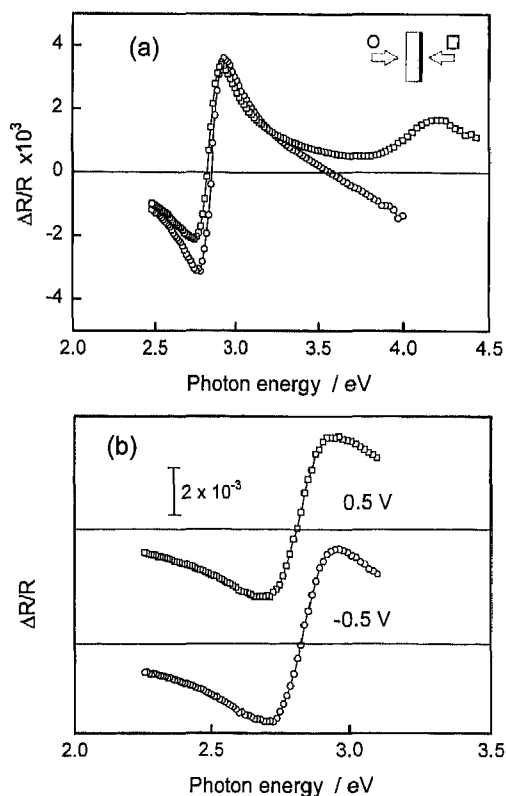 (a)
ΔR/R x10³
4
2
0
-2
-4
2.0 2.5 3.0 3.5 4.0 4.5
Photon energy / eV
(b)
2 x 10⁻³
0.5 V
-0.5 V
ΔR/R
2.0 2.5 3.0 3.5
Photon energy / eV